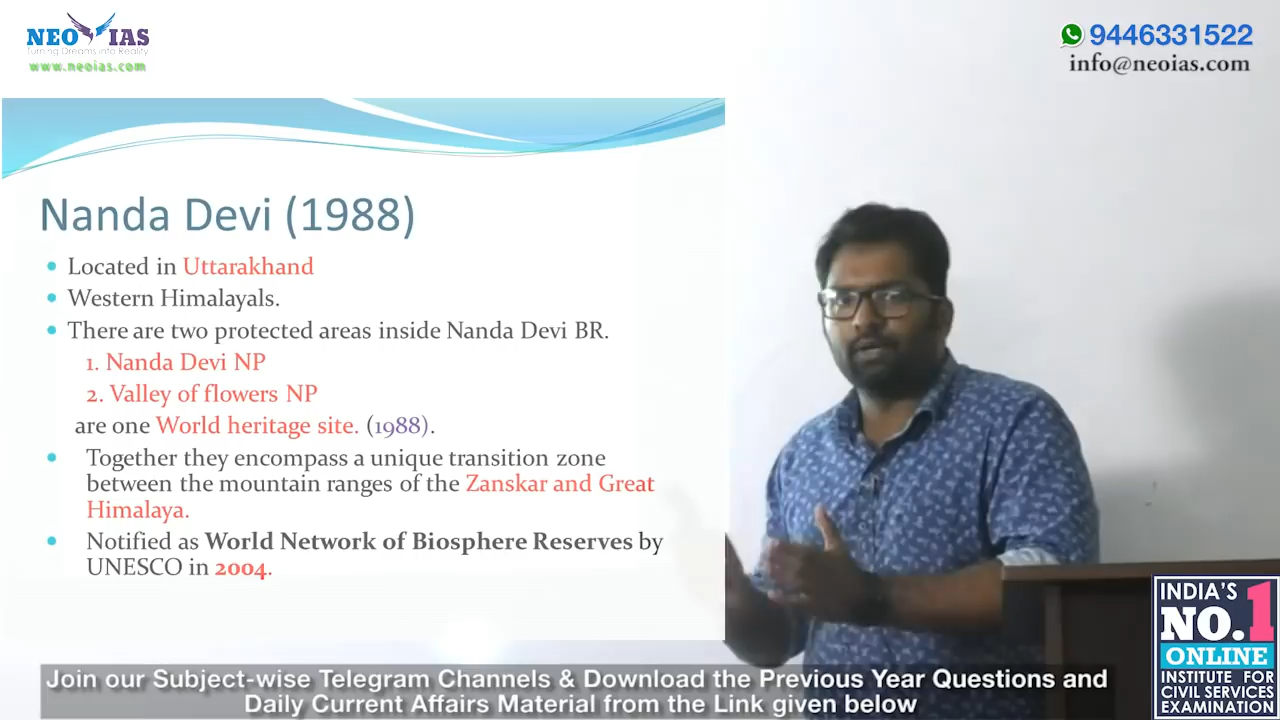 NEO IAS
Turning Dreams into Reality
www.neoias.com
9446331522
info@neoias.com
Nanda Devi (1988)
Located in Uttarakhand
Western Himalayals.
There are two protected areas inside Nanda Devi BR.
1. Nanda Devi NP
2. Valley of flowers NP
are one World heritage site. (1988).
Together they encompass a unique transition zone
between the mountain ranges of the Zanskar and Great
Himalaya.
Notified as World Network of Biosphere Reserves by
UNESCO in 2004.
INDIA'S
NO.1
ONLINE
INSTITUTE FOR
CIVIL SERVICES
EXAMINATION
Join our Subject-wise Telegram Channels & Download the Previous Year Questions and
Daily Current Affairs Material from the Link given below